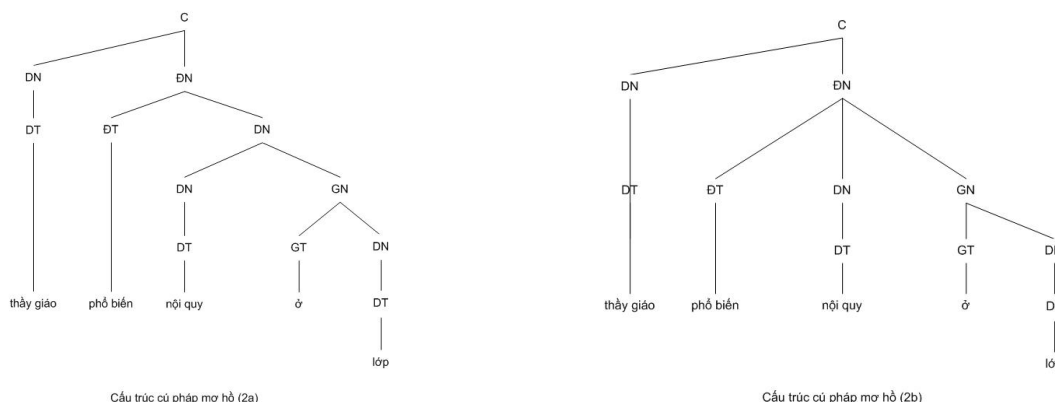 C
DN ĐN
DT ĐT DN
DN GN
DT GT DN
thầy giáo phổ biến nội quy ở DT
lớp
Cấu trúc cú pháp mơ hồ (2a)
C
DN ĐN
DT ĐT DN GN
DT GT
thầy giáo phổ biến nội quy ở
Cấu trúc cú pháp mơ hồ (2b)